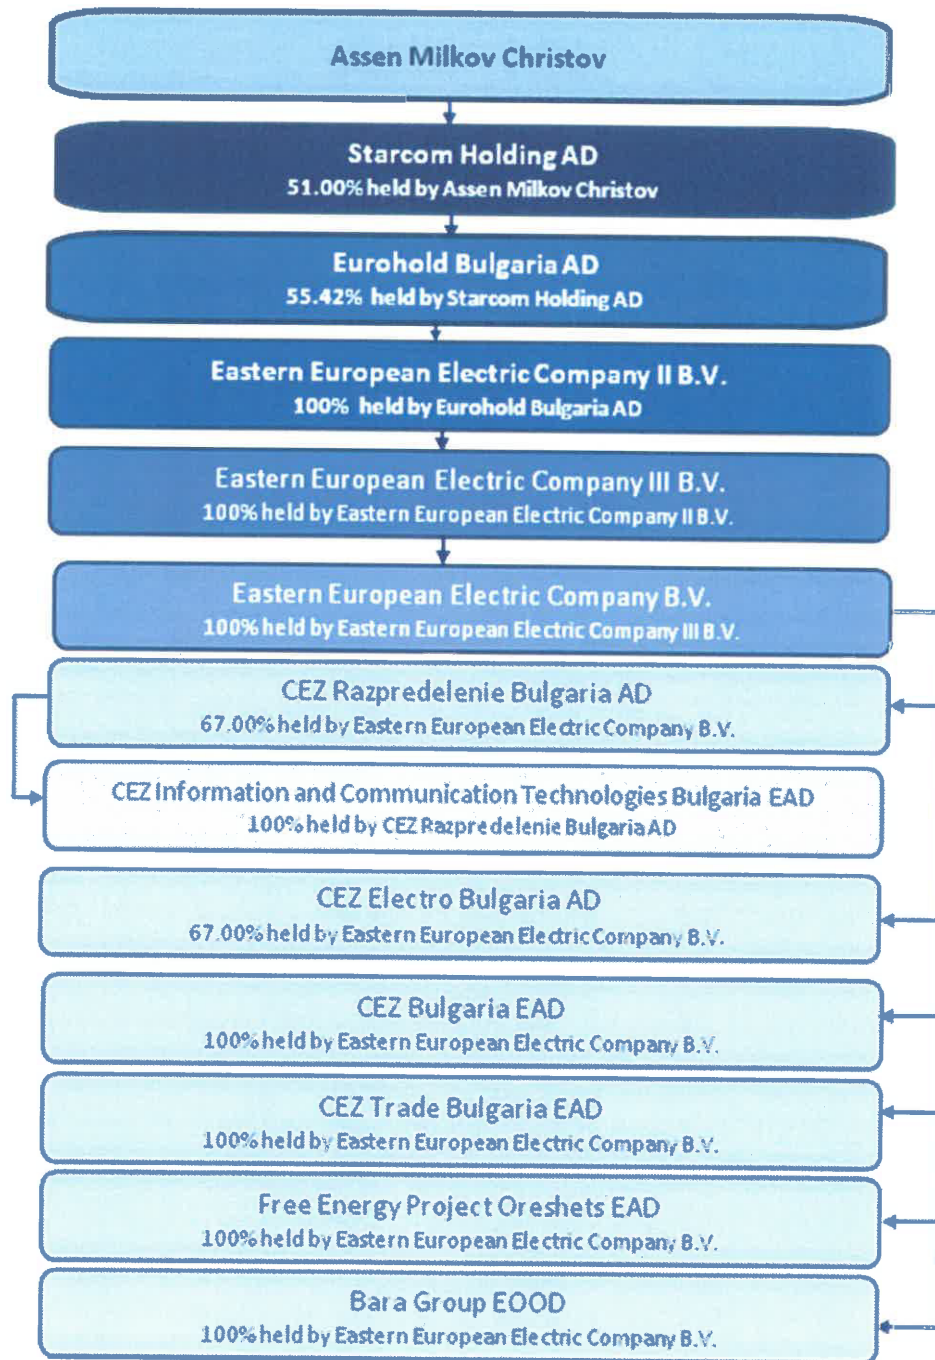 Assen Milkov Christov
Starcom Holding AD
51.00% held by Assen Milkov Christov
Eurohold Bulgaria AD
55.42% held by Starcom Holding AD
Eastern European Electric Company II B.V.
100% held by Eurohold Bulgaria AD
Eastern European Electric Company III B.V.
100% held by Eastern European Electric Company II B.V.
Eastern European Electric Company B.V.
100% held by Eastern European Electric Company III B.V.
CEZ Razpredelenie Bulgaria AD
67.00% held by Eastern European Electric Company B.V.
CEZ Information and Communication Technologies Bulgaria EAD
100% held by CEZ Razpredelenie Bulgaria AD
CEZ Electro Bulgaria AD
67.00% held by Eastern European Electric Company B.V.
CEZ Bulgaria EAD
100% held by Eastern European Electric Company B.V.
CEZ Trade Bulgaria EAD
100% held by Eastern European Electric Company B.V.
Free Energy Project Oreshets EAD
100% held by Eastern European Electric Company B.V.
Bara Group EOOD
100% held by Eastern European Electric Company B.V.